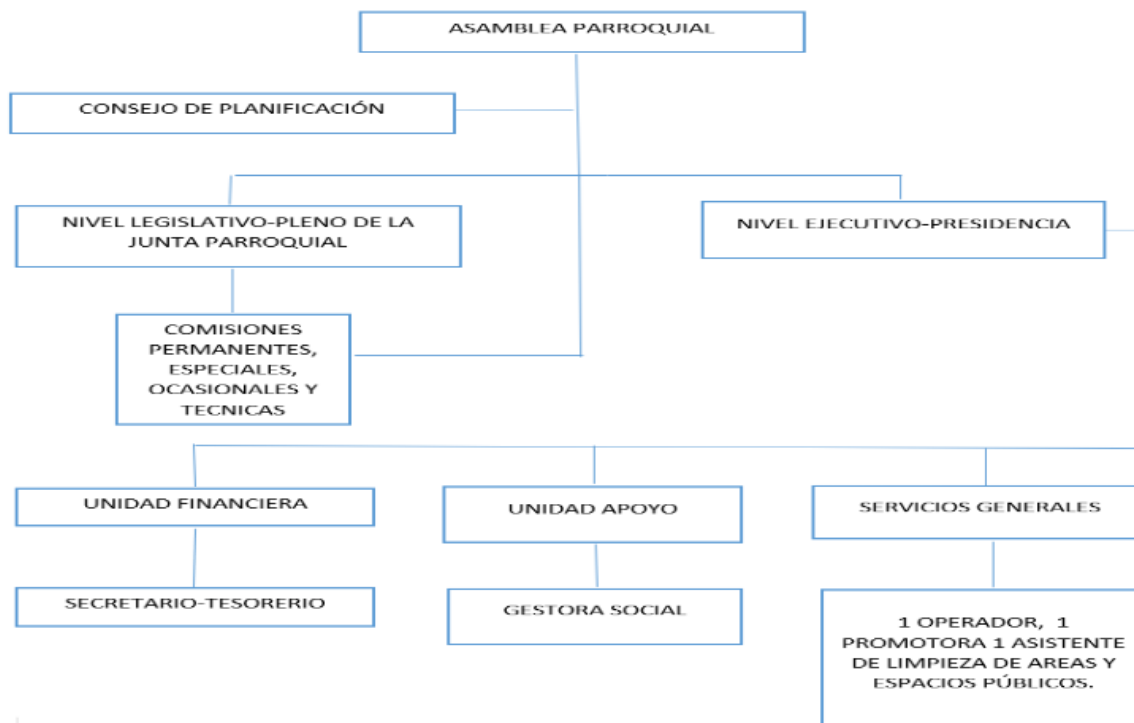 ASAMBLEA PARROQUIAL
CONSEJO DE PLANIFICACIÓN
NIVEL LEGISLATIVO-PLENO DE LA
JUNTA PARROQUIAL
NIVEL EJECUTIVO-PRESIDENCIA
COMISIONES
PERMANENTES,
ESPECIALES,
OCASIONALES Y
TECNICAS
UNIDAD FINANCIERA
UNIDAD APOYO
SERVICIOS GENERALES
SECRETARIO-TESORERIO
GESTORA SOCIAL
1 OPERADOR, 1
PROMOTORA 1 ASISTENTE
DE LIMPIEZA DE AREAS Y
ESPACIOS PÚBLICOS.